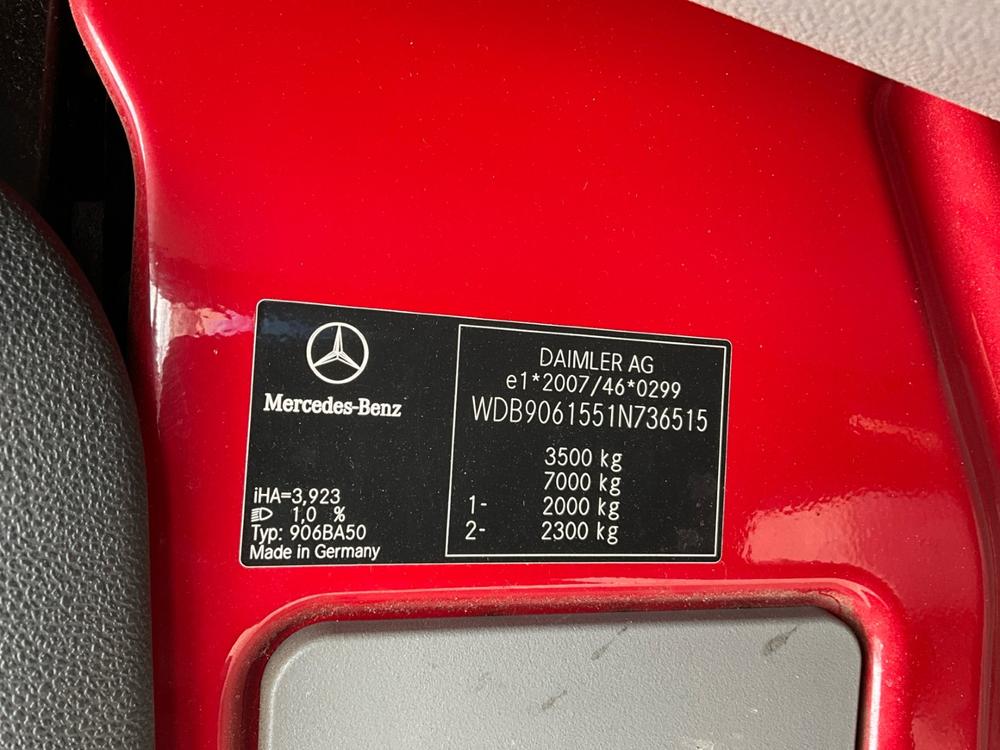 Mercedes-Benz
iHA=3,923
1,0 %
Typ: 906BA50
Made in Germany
DAIMLER AG
e1*2007/46*0299
WDB9061551N736515
3500 kg
7000 kg
1- 2000 kg
2- 2300 kg